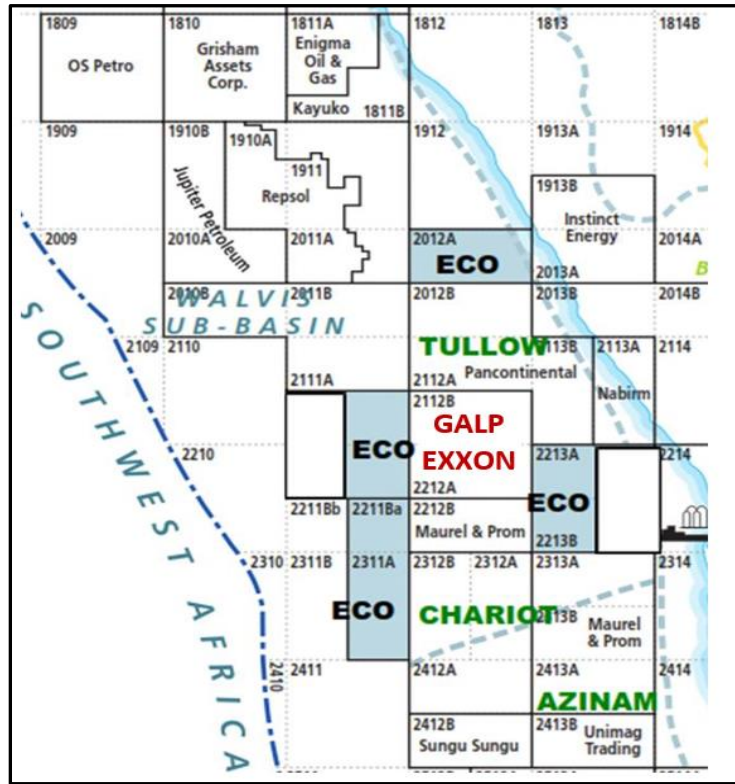 1809
1810
1811A
1812
1813
1814B
OS Petro
Grisham
Assets
Corp.
Enigma
Oil &
Gas
Kayuko
1811B
1909
1910B
1910A
1911
1912
1913A
1914
Jupiter Petroleum
Repsol
1913B
Instinct
Energy
2009
2010A
2011A
2012A
ECO
2013A
2014A
B
2010B
2011B
2012B
2013B
2014B
WALVIS
SUB-BASIN
2109
2110
TULLOW
2113B
2113A
2114
Pancontinental
2111A
2112A
Nabirm
2112B
GALP
EXXON
ECO
2210
2212A
2213A
ECO
2213B
2214
2211Bb
2211Ba
2212B
Maurel & Prom
2310
2311B
2311A
ECO
2312B
2312A
2313A
2314
CHARIOT
2313B
Maurel
& Prom
2410
2411
2412A
2413A
2414
AZINAM
2412B
Sungu Sungu
2413B
Unimag
Trading
SOUTHWEST AFRICA